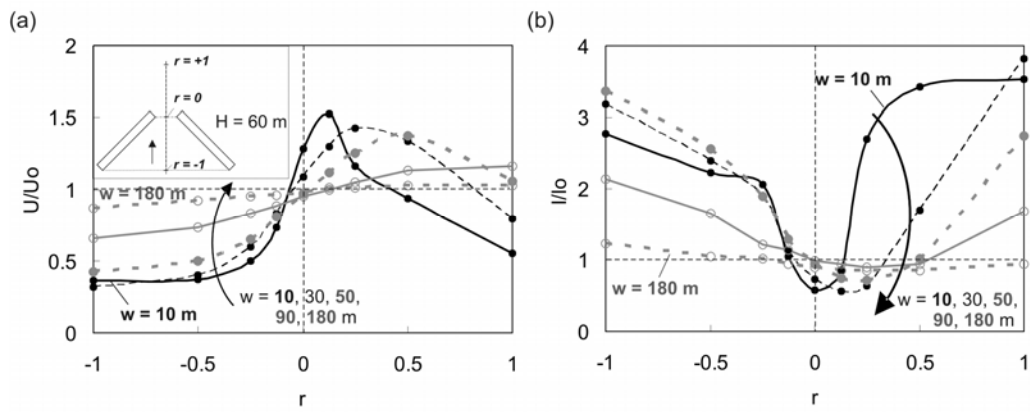 (a)
2
1.5
1
0.5
0
U/Uo
r = +1
r = 0
H = 60 m
r = -1
w = 180 m
w = 10 m
w = 10, 30, 50,
90, 180 m
-1 -0.5 0 0.5 1
r
(b)
4
3
2
1
0
I/Io
w = 10 m
w = 180 m
w = 10, 30, 50,
90, 180 m
-1 -0.5 0 0.5 1
r